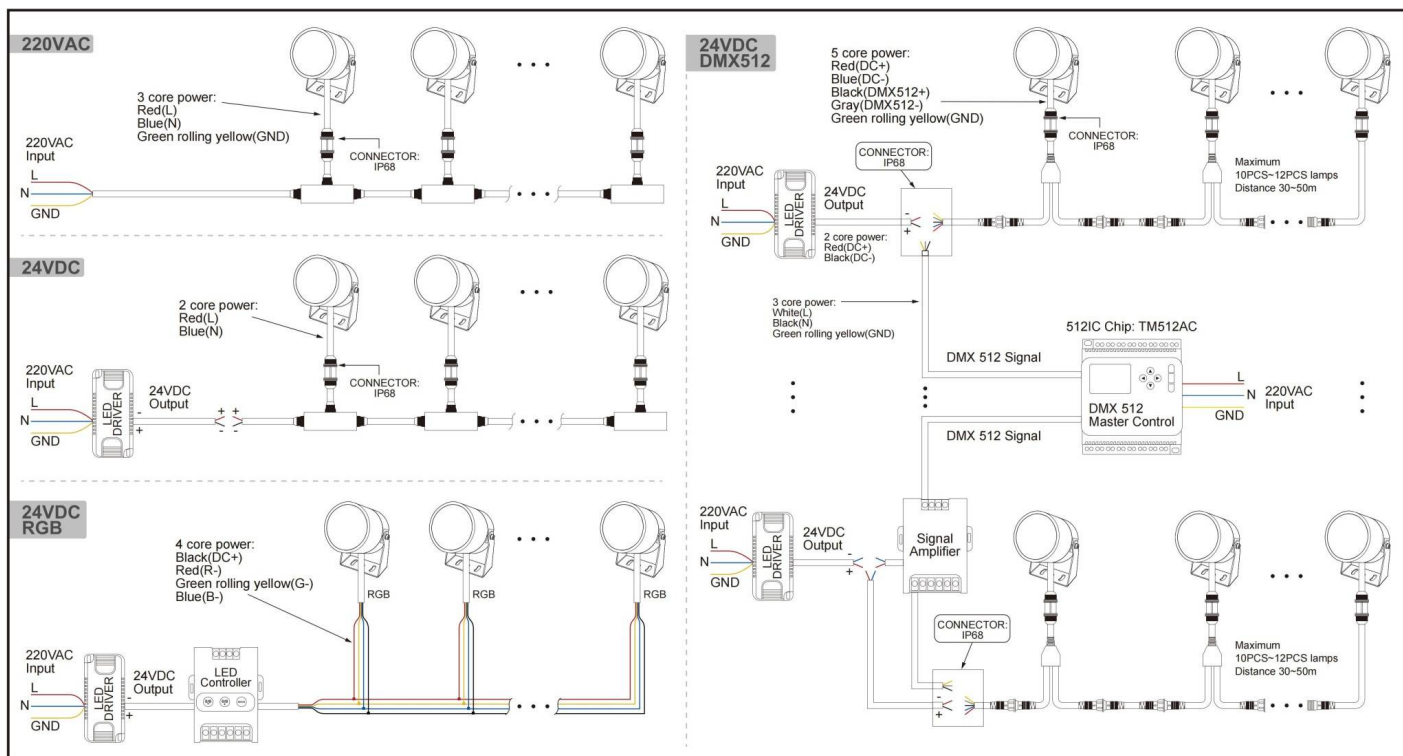 220VAC
3 core power:
Red(L)
Blue(N)
Green rolling yellow(GND)
CONNECTOR:
IP68
220VAC
Input
L
N
GND
24VDC
2 core power:
Red(L)
Blue(N)
CONNECTOR:
IP68
220VAC
Input
L
N
GND
LED
DRIVER
24VDC
Output
-
+
+ +
- -
24VDC
RGB
4 core power:
Black(DC+)
Red(R-)
Green rolling yellow(G-)
Blue(B-)
RGB
RGB
RGB
220VAC
Input
L
N
GND
LED
DRIVER
24VDC
Output
-
+
LED
Controller
24VDC
DMX512
5 core power:
Red(DC+)
Blue(DC-)
Black(DMX512+)
Gray(DMX512-)
Green rolling yellow(GND)
CONNECTOR:
IP68
CONNECTOR:
IP68
Maximum
10PCS~12PCS lamps
Distance 30~50m
220VAC
Input
L
N
GND
LED
DRIVER
24VDC
Output
-
+
2 core power:
Red(DC+)
Black(DC-)
3 core power:
White(L)
Black(N)
Green rolling yellow(GND)
512IC Chip: TM512AC
DMX 512 Signal
DMX 512
Master Control
L
N
GND
220VAC
Input
DMX 512 Signal
Signal
Amplifier
220VAC
Input
L
N
GND
LED
DRIVER
24VDC
Output
-
+
CONNECTOR:
IP68
-
+
Maximum
10PCS~12PCS lamps
Distance 30~50m